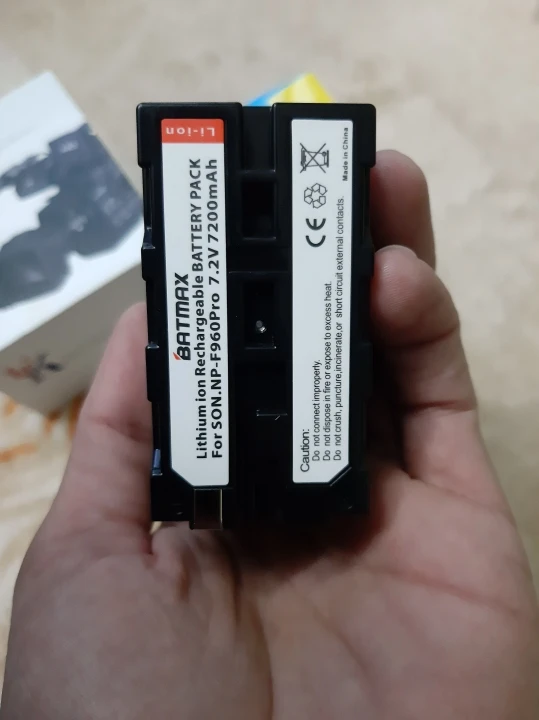 Li-ion
BATMAX
Lithium ion Rechargeable BATTERY PACK
For SON.NP-F960Pro 7.2V 7200mAh
Made in China
CE
Caution:
Do not connect improperly.
Do not dispose in fire or expose to excess heat.
Do not crush, puncture,incinerate,or short circuit external contacts.